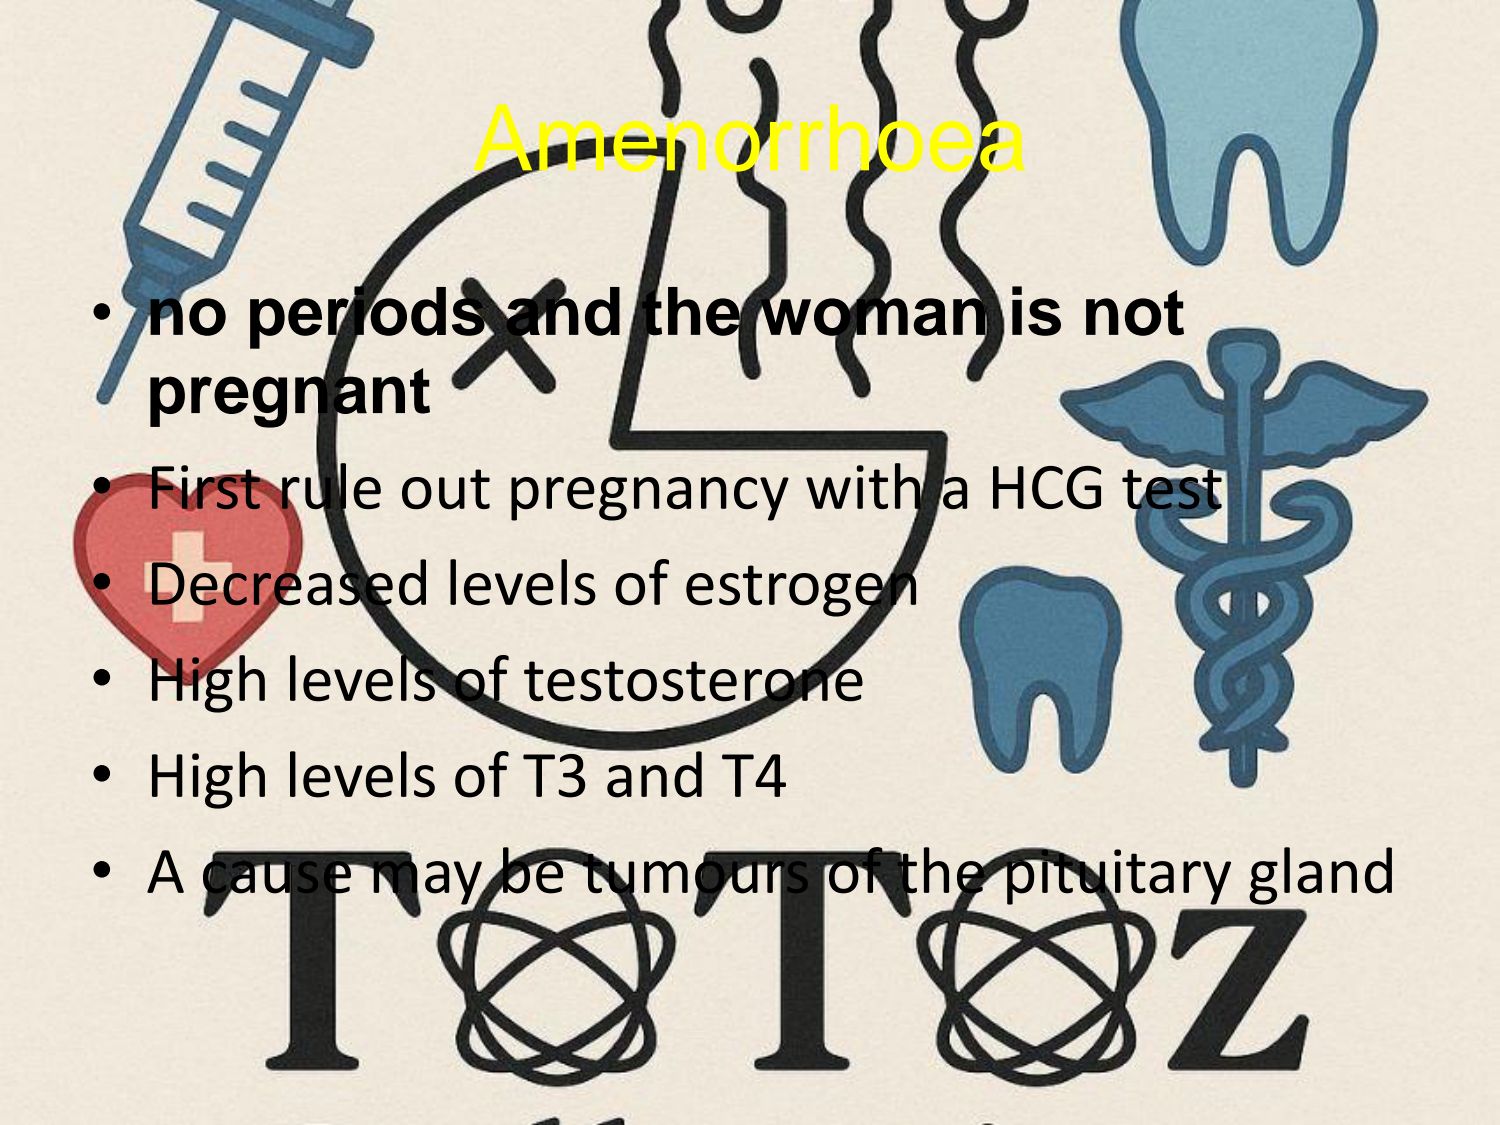 Amenorrhoea
• no periods and the woman is not
pregnant
• First rule out pregnancy with a HCG test
• Decreased levels of estrogen
• High levels of testosterone
• High levels of T3 and T4
• A cause may be tumours of the pituitary gland
TOTOZ